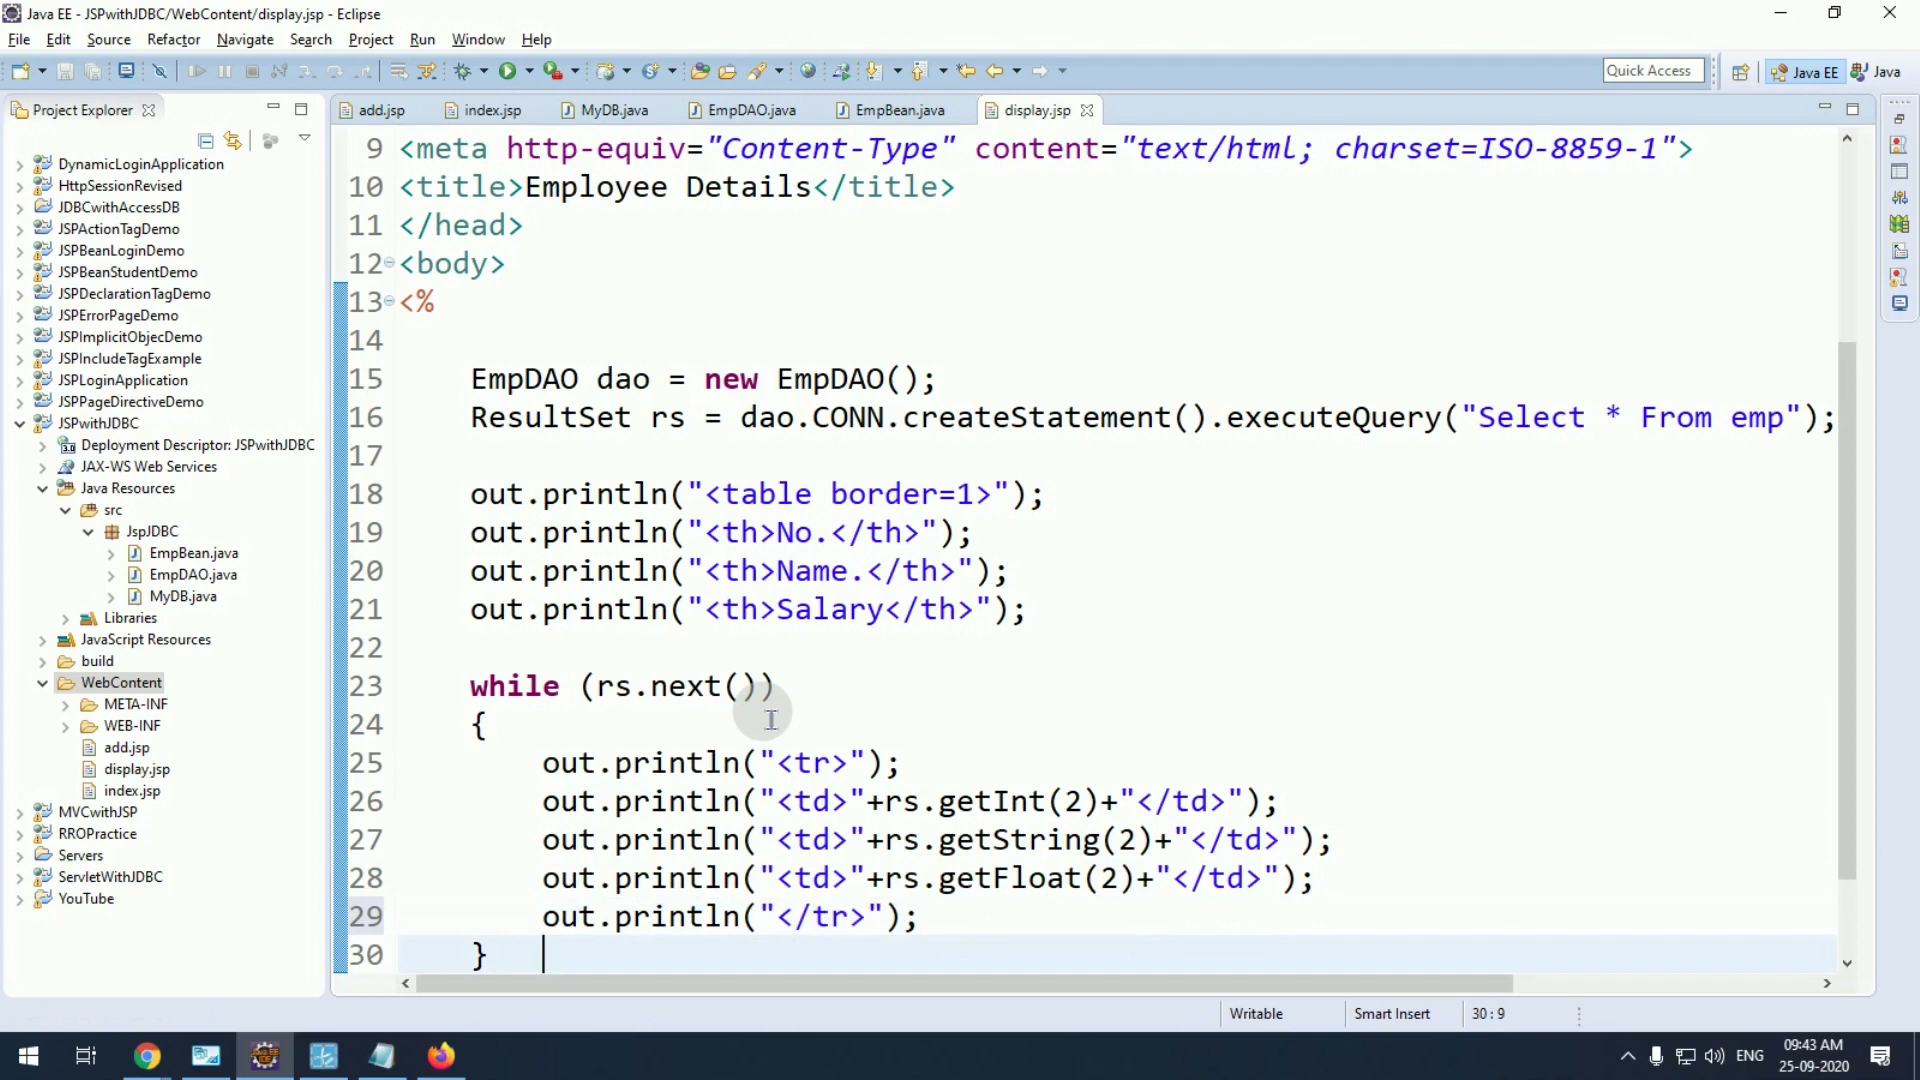 Java EE - JSPwithJDBC/WebContent/display.jsp - Eclipse
File Edit Source Refactor Navigate Search Project Run Window Help
Quick Access
Java EE
Java
Project Explorer
add.jsp
index.jsp
MyDB.java
EmpDAO.java
EmpBean.java
display.jsp
DynamicLoginApplication
HttpSessionRevised
JDBCwithAccessDB
JSPActionTagDemo
JSPBeanLoginDemo
JSPBeanStudentDemo
JSPDeclarationTagDemo
JSPErrorPageDemo
JSPImplicitObjecDemo
JSPIncludeTagExample
JSPLoginApplication
JSPPageDirectiveDemo
JSPwithJDBC
Deployment Descriptor: JSPwithJDBC
JAX-WS Web Services
Java Resources
src
JspJDBC
EmpBean.java
EmpDAO.java
MyDB.java
Libraries
JavaScript Resources
build
WebContent
META-INF
WEB-INF
add.jsp
display.jsp
index.jsp
MVCwithJSP
RROPractice
Servers
ServletWithJDBC
YouTube
9 <meta http-equiv="Content-Type" content="text/html; charset=ISO-8859-1">
10 <title>Employee Details</title>
11 </head>
12 <body>
13 <%
14
15 EmpDAO dao = new EmpDAO();
16 ResultSet rs = dao.CONN.createStatement().executeQuery("Select * From emp");
17
18 out.println("<table border=1>");
19 out.println("<th>No.</th>");
20 out.println("<th>Name.</th>");
21 out.println("<th>Salary</th>");
22
23 while (rs.next())
24 {
25 out.println("<tr>");
26 out.println("<td>"+rs.getInt(2)+"</td>");
27 out.println("<td>"+rs.getString(2)+"</td>");
28 out.println("<td>"+rs.getFloat(2)+"</td>");
29 out.println("</tr>");
30 }
Writable
Smart Insert
30 : 9
ENG
09:43 AM
25-09-2020